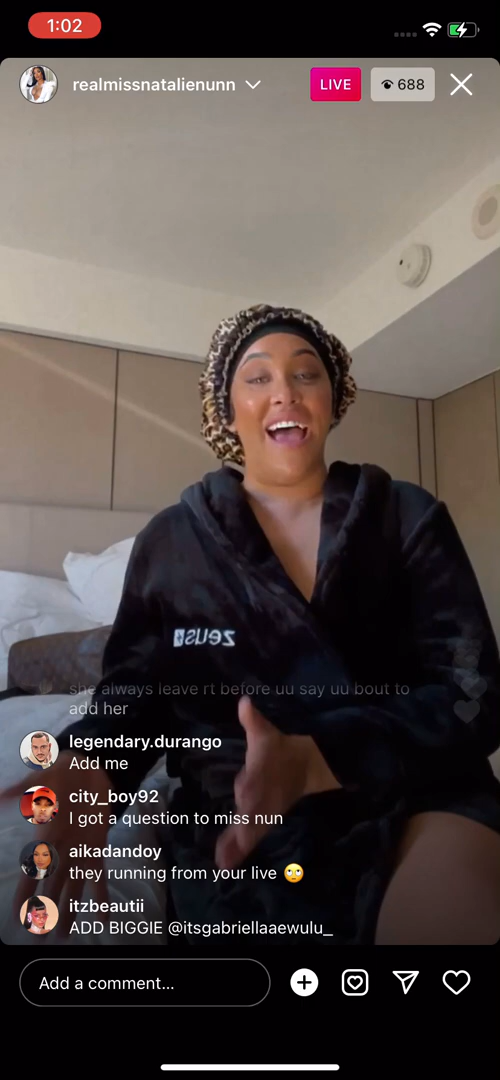 1:02
realmissnatalienunn
LIVE
688
zeus
she always leave rt before uu say uu bout to
add her
legendary.durango
Add me
city_boy92
I got a question to miss nun
aikadandoy
they running from your live 🙄
itzbeautii
ADD BIGGIE @itsgabriellaaewulu_
Add a comment...